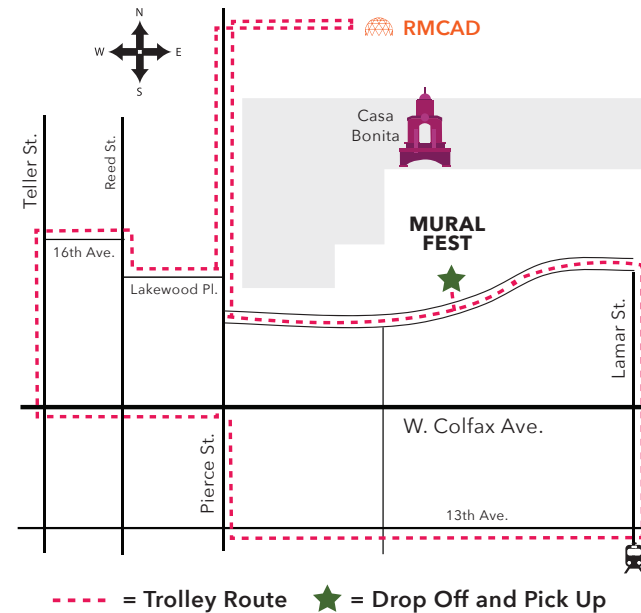 N
W E
S
RMCAD
Casa
Bonita
Teller St.
Reed St.
MURAL
FEST
16th Ave.
Lakewood Pl.
Lamar St.
W. Colfax Ave.
Pierce St.
13th Ave.
= Trolley Route
= Drop Off and Pick Up